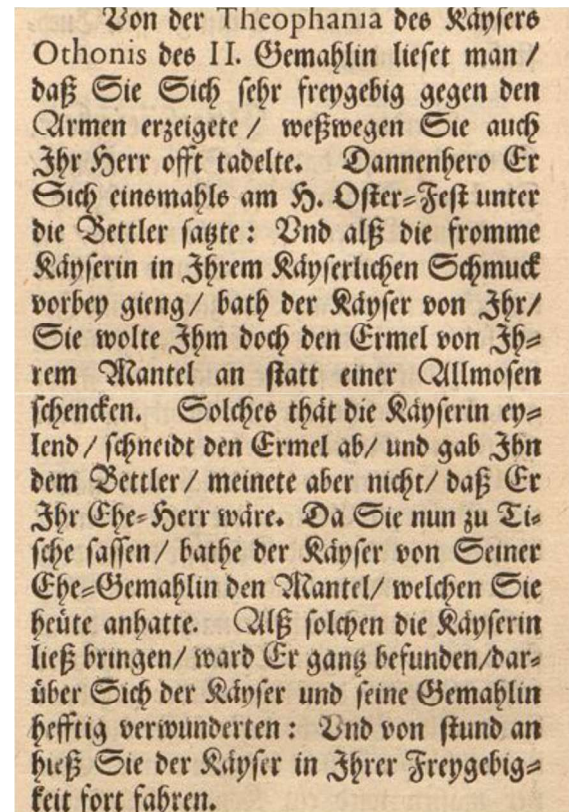 Von der Theophania des Käysers
Othonis des II. Gemahlin lieset man /
daß Sie Sich sehr freygebig gegen den
Armen erzeigete / weßwegen Sie auch
Ihr Herr offt tadelte. Dannenhero Er
Sich einsmahls am H. Oster-Fest unter
die Bettler satzte: Vnd alß die fromme
Käyserin in Ihrem Käyserlichen Schmuck
vorbey gieng / bath der Käyser von Ihr /
Sie wolte Ihm doch den Ermel von Ih-
rem Mantel an statt einer Allmosen
schencken. Solches thät die Käyserin ey-
lend / schneidt den Ermel ab / und gab Ihn
dem Bettler / meinete aber nicht / daß Er
Ihr Ehe-Herr wäre. Da Sie nun zu Ti-
sche sassen / bathe der Käyser von Seiner
Ehe-Gemahlin den Mantel / welchen Sie
heüte anhatte. Alß solchen die Käyserin
ließ bringen / ward Er gantz befunden / dar-
über Sich der Käyser und seine Gemahlin
hefftig verwunderten: Vnd von stund an
hieß Sie der Käyser in Ihrer Freygebig-
keit fort fahren.